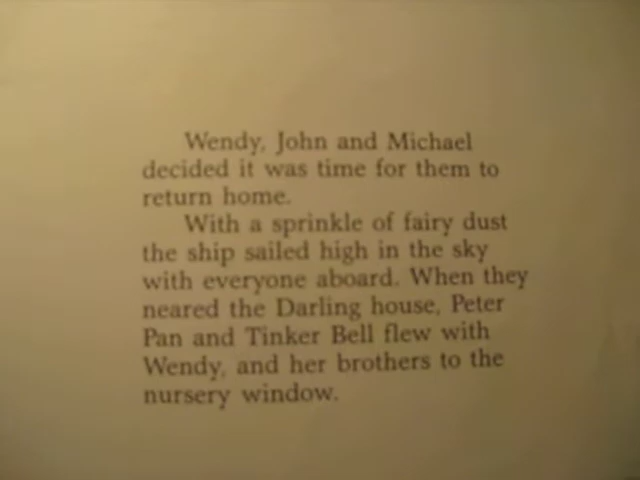 Wendy, John and Michael
decided it was time for them to
return home.
With a sprinkle of fairy dust
the ship sailed high in the sky
with everyone aboard. When they
neared the Darling house, Peter
Pan and Tinker Bell flew with
Wendy, and her brothers to the
nursery window.